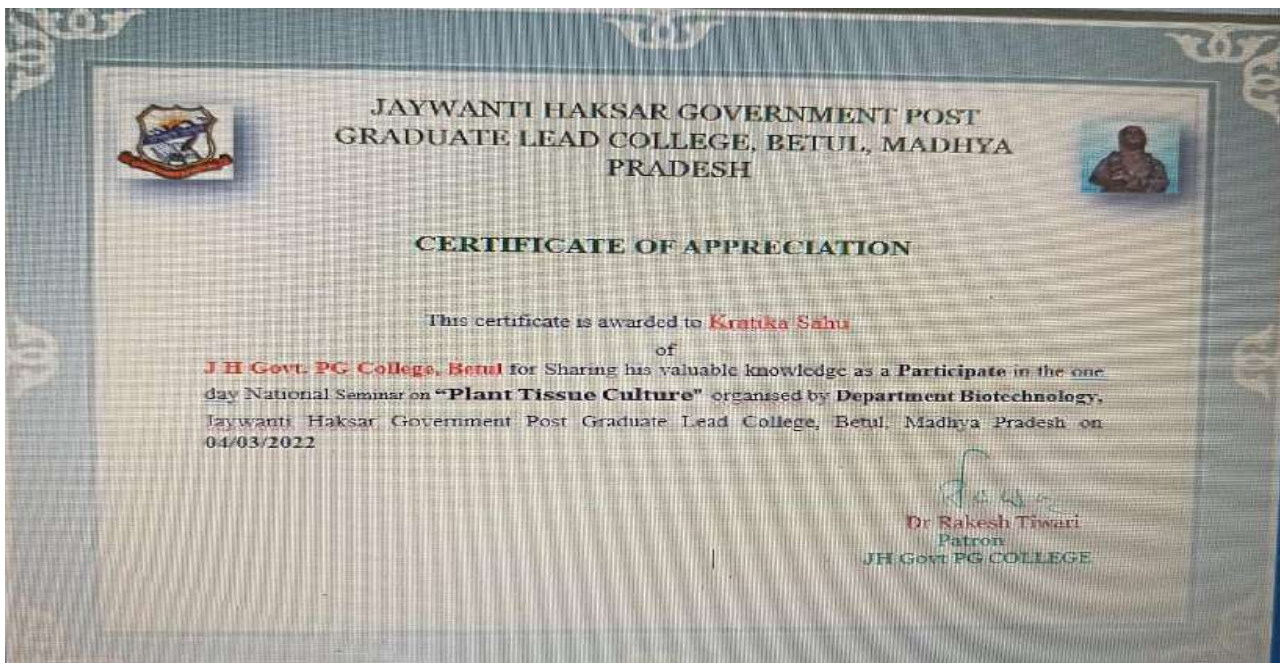 JAYWANTI HAKSAR GOVERNMENT POST
GRADUATE LEAD COLLEGE, BETUL, MADHYA
PRADESH
CERTIFICATE OF APPRECIATION
This certificate is awarded to Kratika Sahu
of
J H Govt. PG College, Betul for Sharing his valuable knowledge as a Participate in the one
day National Seminar on “Plant Tissue Culture” organised by Department Biotechnology,
Jaywanti Haksar Government Post Graduate Lead College, Betul, Madhya Pradesh on
04/03/2022
Dr Rakesh Tiwari
Patron
JH Govt PG COLLEGE